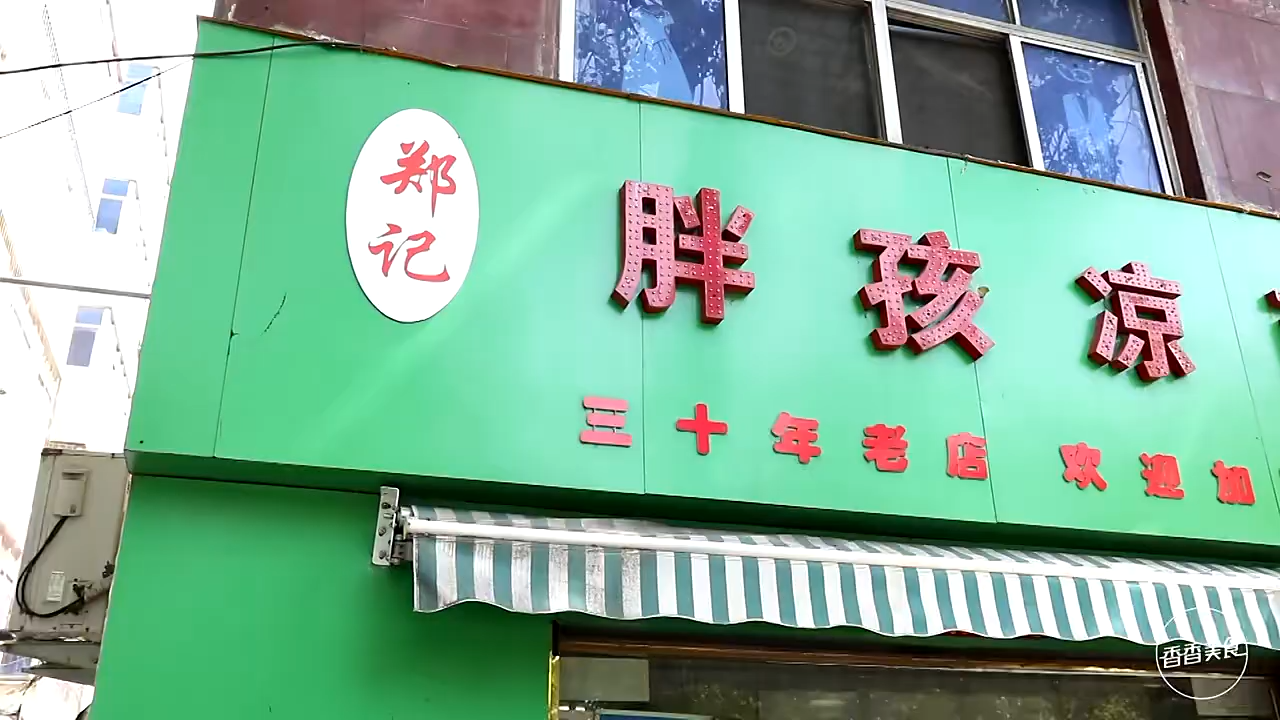 郑
记
胖孩凉
三十年老店 欢迎加
香香美食